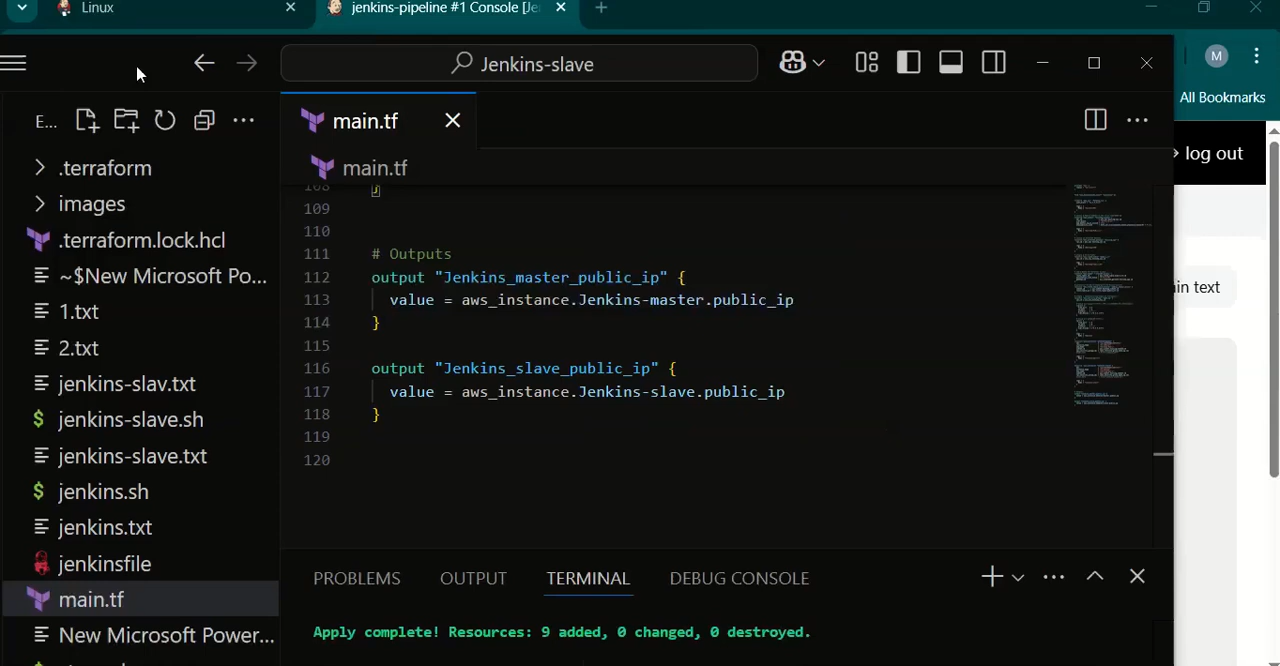 Linux
jenkins-pipeline #1 Console [Je
Jenkins-slave
M
All Bookmarks
E...
main.tf
log out
main.tf
.terraform
images
.terraform.lock.hcl
~$New Microsoft Po...
1.txt
2.txt
jenkins-slav.txt
jenkins-slave.sh
jenkins-slave.txt
jenkins.sh
jenkins.txt
jenkinsfile
main.tf
New Microsoft Power...
108 }
109
110
111 # Outputs
112 output "Jenkins_master_public_ip" {
113 value = aws_instance.Jenkins-master.public_ip
114 }
115
116 output "Jenkins_slave_public_ip" {
117 value = aws_instance.Jenkins-slave.public_ip
118 }
119
120
in text
PROBLEMS OUTPUT TERMINAL DEBUG CONSOLE
Apply complete! Resources: 9 added, 0 changed, 0 destroyed.